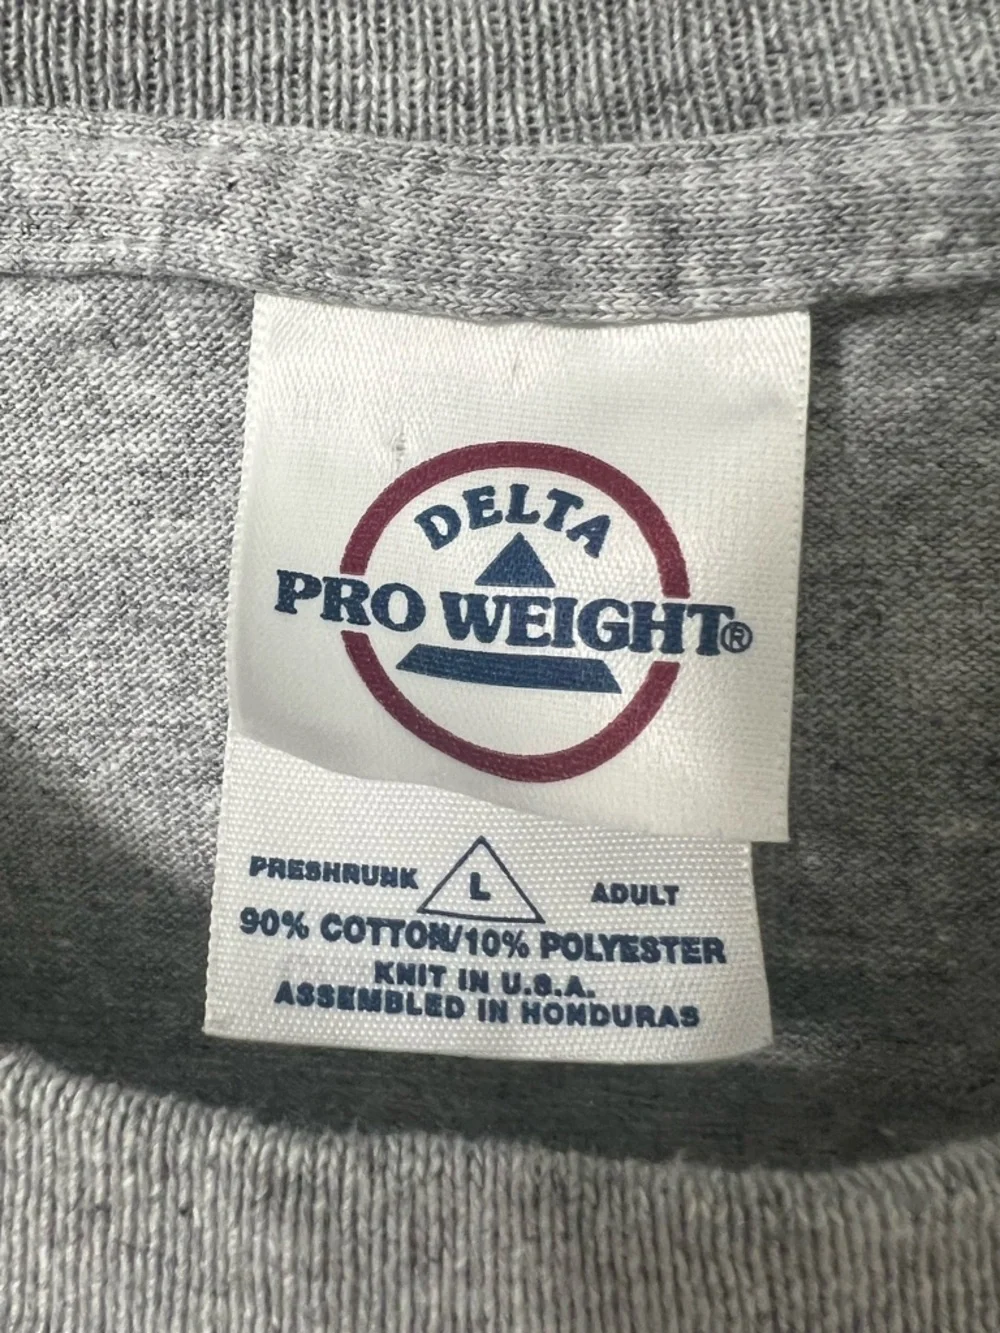 DELTA
PRO WEIGHT®
PRESHRUNK L ADULT
90% COTTON/10% POLYESTER
KNIT IN U.S.A.
ASSEMBLED IN HONDURAS